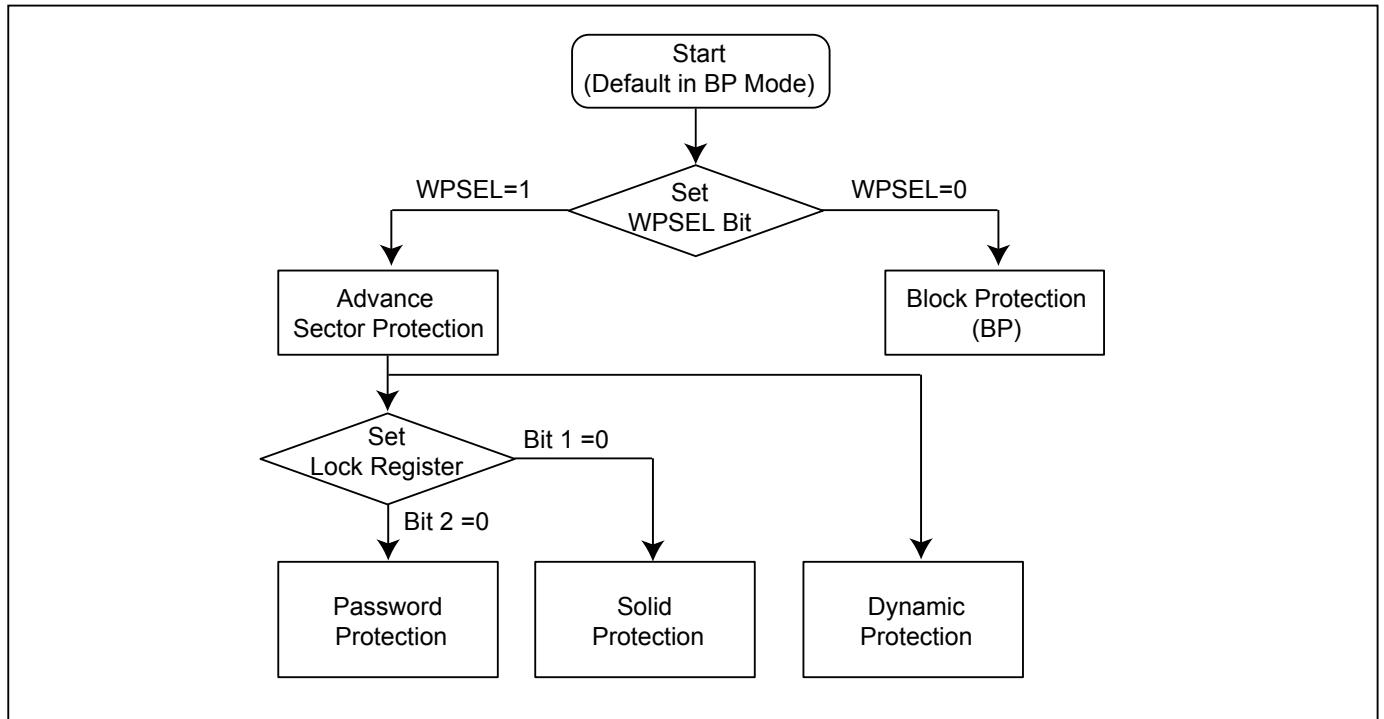 Start
(Default in BP Mode)
WPSEL=1
Set
WPSEL Bit
WPSEL=0
Advance
Sector Protection
Block Protection
(BP)
Set
Lock Register
Bit 1 =0
Bit 2 =0
Password
Protection
Solid
Protection
Dynamic
Protection